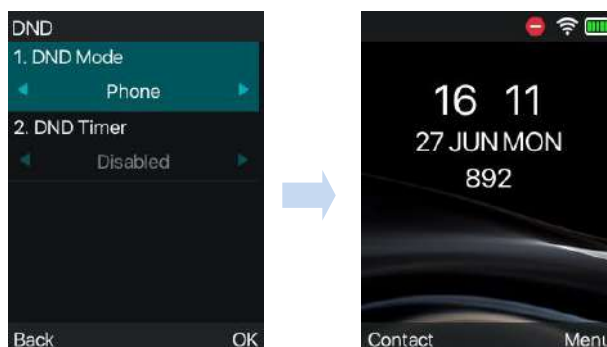 DND
1. DND Mode
Phone
2. DND Timer
Disabled
Back OK
16 11
27 JUN MON
892
Contact Menu